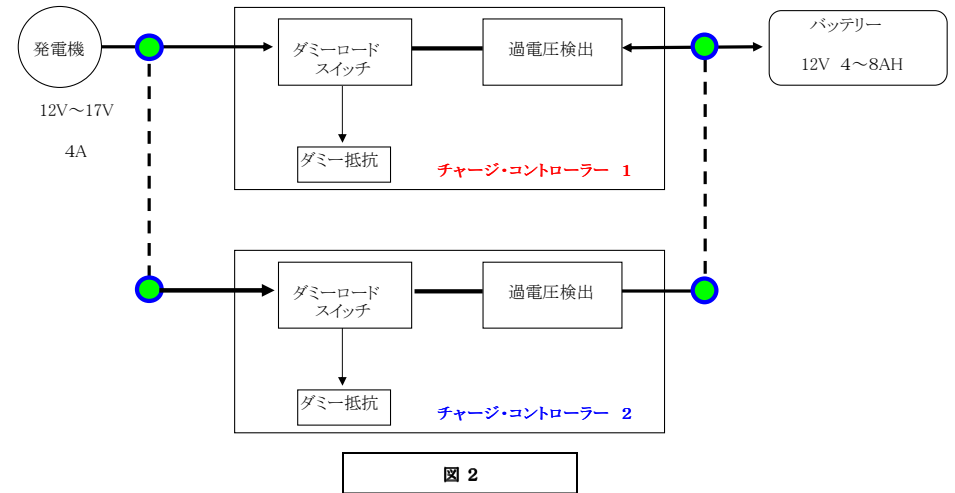 発電機
12V～17V
4A
ダミーロード
スイッチ
過電圧検出
ダミー抵抗
チャージ・コントローラー 1
バッテリー
12V 4～8AH
ダミーロード
スイッチ
過電圧検出
ダミー抵抗
チャージ・コントローラー 2
図 2